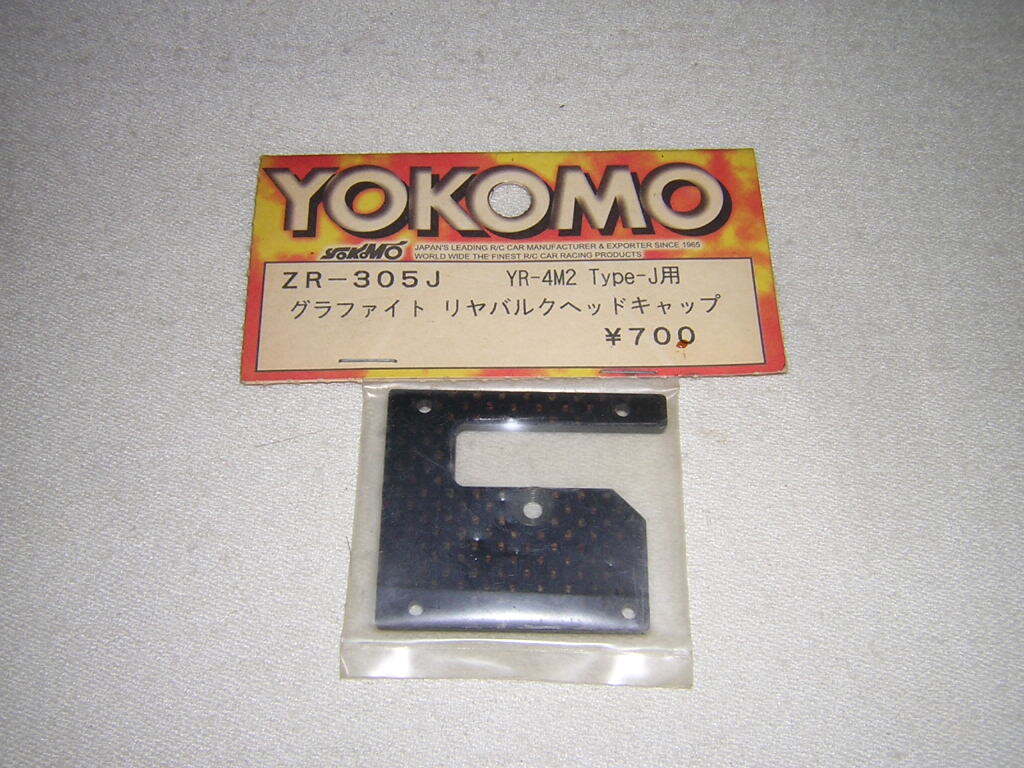 YOKOMO
YOKOMO
JAPAN'S LEADING R/C CAR MANUFACTURER & EXPORTER SINCE 1965
WORLD WIDE THE FINEST R/C CAR RACING PRODUCTS
ZR-305J YR-4M2 Type-J用
グラファイト リヤバルクヘッドキャップ
¥700